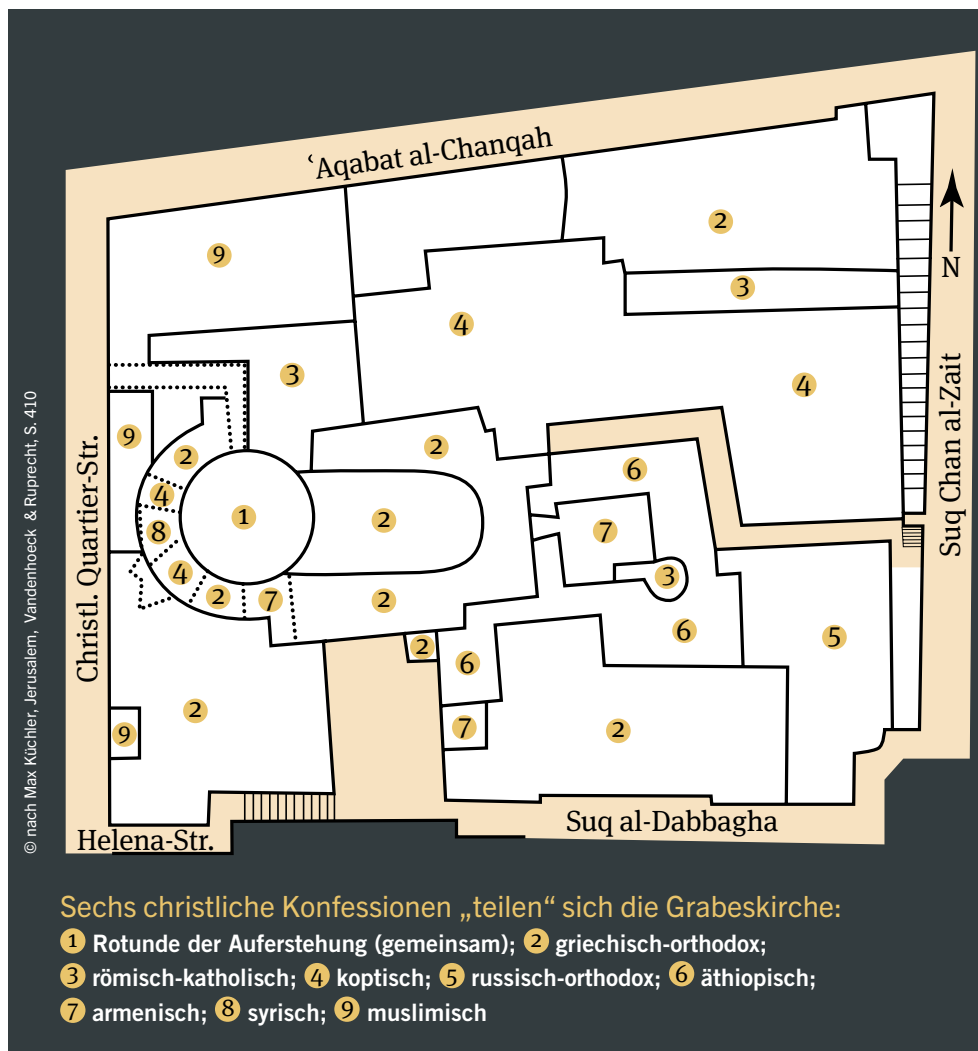 ʿAqabat al-Chanqah
2
9
N
3
4
3
4
Suq Chan al-Zait
© nach Max Küchler, Jerusalem, Vandenhoeck & Ruprecht, S. 410
Christl. Quartier-Str.
9
2
2
6
4
1
2
8
7
4
3
2
7
2
6
5
2
6
2
9
7
2
Helena-Str.
Suq al-Dabbagha
Sechs christliche Konfessionen „teilen“ sich die Grabeskirche:
1 Rotunde der Auferstehung (gemeinsam); 2 griechisch-orthodox;
3 römisch-katholisch; 4 koptisch; 5 russisch-orthodox; 6 äthiopisch;
7 armenisch; 8 syrisch; 9 muslimisch